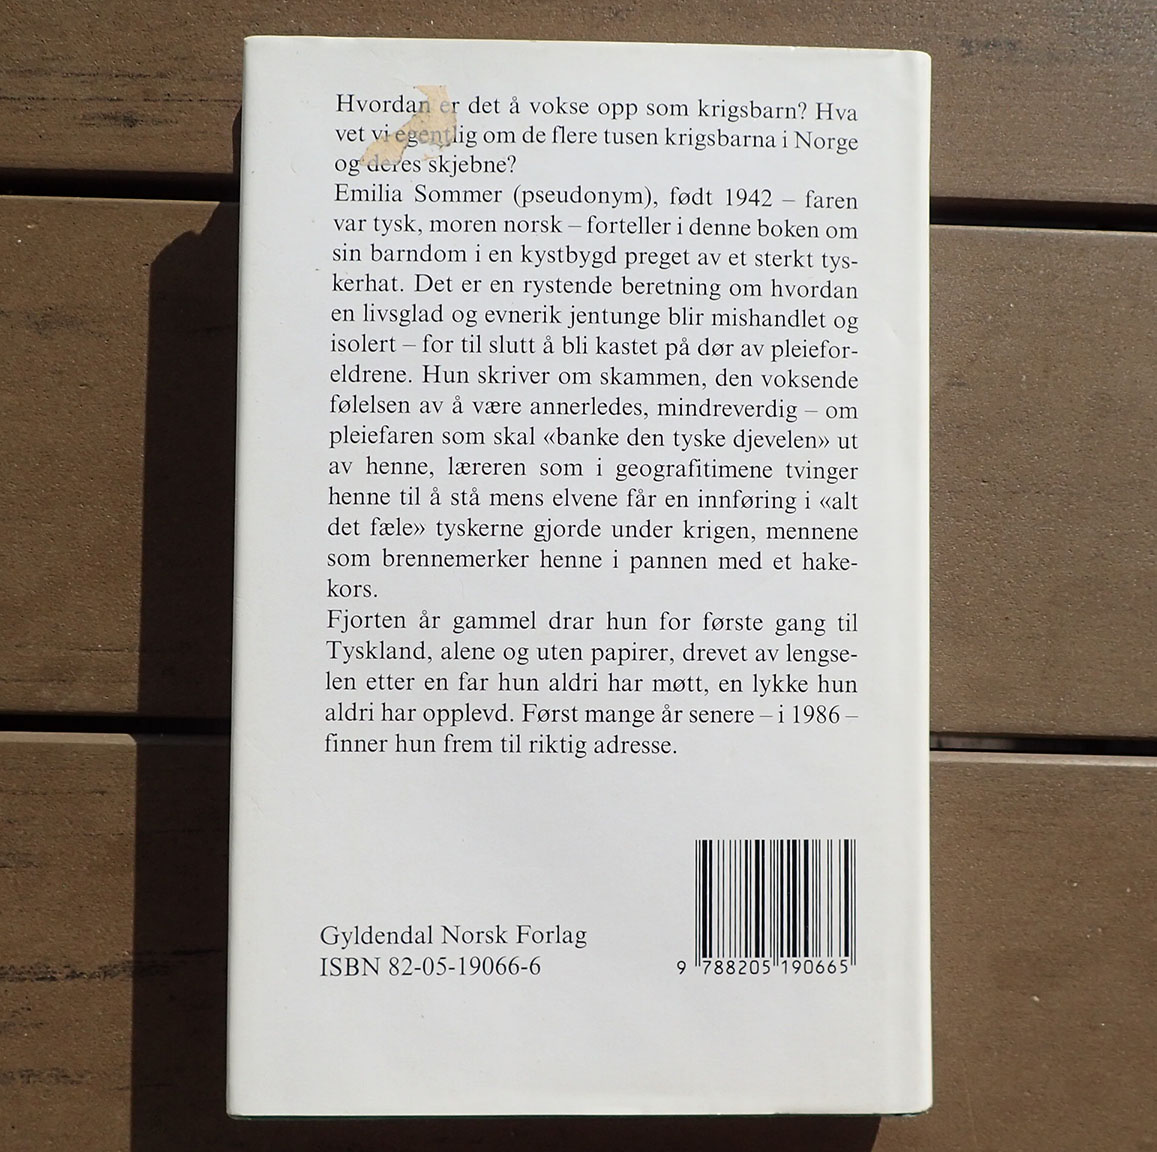 Hvordan er det å vokse opp som krigsbarn? Hva
vet vi egentlig om de flere tusen krigsbarna i Norge
og deres skjebne?
Emilia Sommer (pseudonym), født 1942 – faren
var tysk, moren norsk – forteller i denne boken om
sin barndom i en kystbygd preget av et sterkt tys-
kerhat. Det er en rystende beretning om hvordan
en livsglad og evnerik jentunge blir mishandlet og
isolert – for til slutt å bli kastet på dør av pleiefor-
eldrene. Hun skriver om skammen, den voksende
følelsen av å være annerledes, mindreverdig – om
pleiefaren som skal «banke den tyske djevelen» ut
av henne, læreren som i geografitimene tvinger
henne til å stå mens elvene får en innføring i «alt
det fæle» tyskerne gjorde under krigen, mennene
som brennemerker henne i pannen med et hake-
kors.
Fjorten år gammel drar hun for første gang til
Tyskland, alene og uten papirer, drevet av lengse-
len etter en far hun aldri har møtt, en lykke hun
aldri har opplevd. Først mange år senere – i 1986 –
finner hun frem til riktig adresse.
Gyldendal Norsk Forlag
ISBN 82-05-19066-6
9 788205 190665